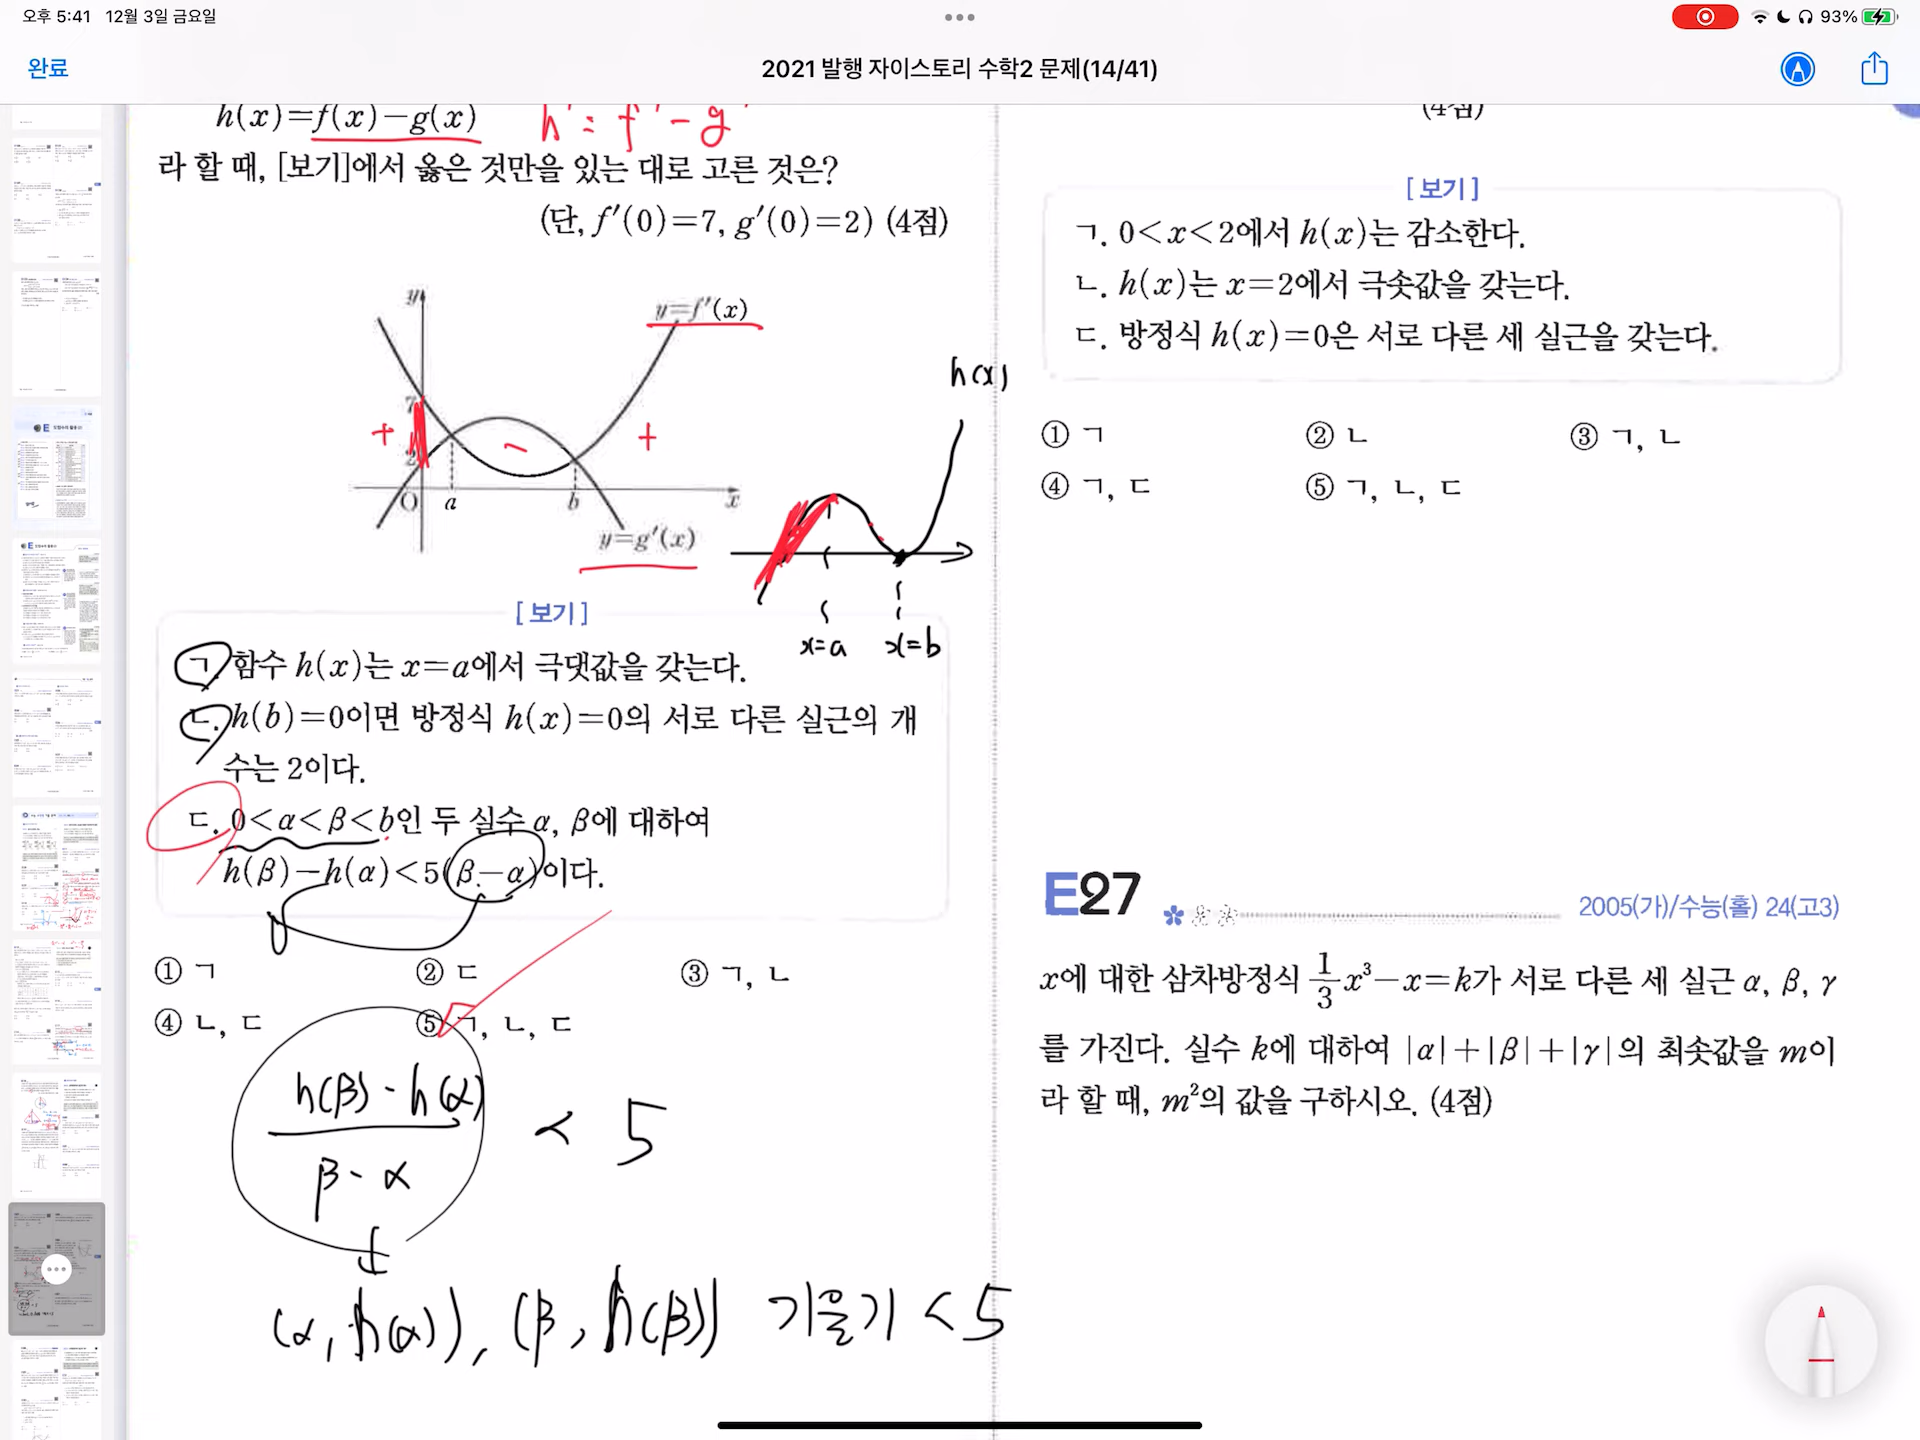 오후 5:41 12월 3일 금요일
93%
완료
2021 발행 자이스토리 수학2 문제(14/41)
h(x)=f(x)-g(x) h'=f'-g'
라 할 때, [보기]에서 옳은 것만을 있는 대로 고른 것은?
(단, f'(0)=7, g'(0)=2) (4점)
y
y=f'(x)
7
+ − +
2
O a b x
y=g'(x)
h(x)
x=a x=b
[보기]
ㄱ. 함수 h(x)는 x=a에서 극댓값을 갖는다.
ㄴ. h(b)=0이면 방정식 h(x)=0의 서로 다른 실근의 개
수는 2이다.
ㄷ. 0<α<β<b인 두 실수 α, β에 대하여
h(β)-h(α)<5(β-α)이다.
① ㄱ ② ㄷ ③ ㄱ, ㄴ
④ ㄴ, ㄷ ⑤ ㄱ, ㄴ, ㄷ
h(β)-h(α)
< 5
β-α
(α, h(α)), (β, h(β)) 기울기 < 5
(4점)
[보기]
ㄱ. 0<x<2에서 h(x)는 감소한다.
ㄴ. h(x)는 x=2에서 극솟값을 갖는다.
ㄷ. 방정식 h(x)=0은 서로 다른 세 실근을 갖는다.
① ㄱ ② ㄴ ③ ㄱ, ㄴ
④ ㄱ, ㄷ ⑤ ㄱ, ㄴ, ㄷ
E27
2005(가)/수능(홀) 24(고3)
x에 대한 삼차방정식 1/3x³-x=k가 서로 다른 세 실근 α, β, γ
를 가진다. 실수 k에 대하여 |α|+|β|+|γ|의 최솟값을 m이
라 할 때, m²의 값을 구하시오. (4점)